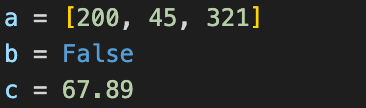 a = [200, 45, 321]
b = False
c = 67.89